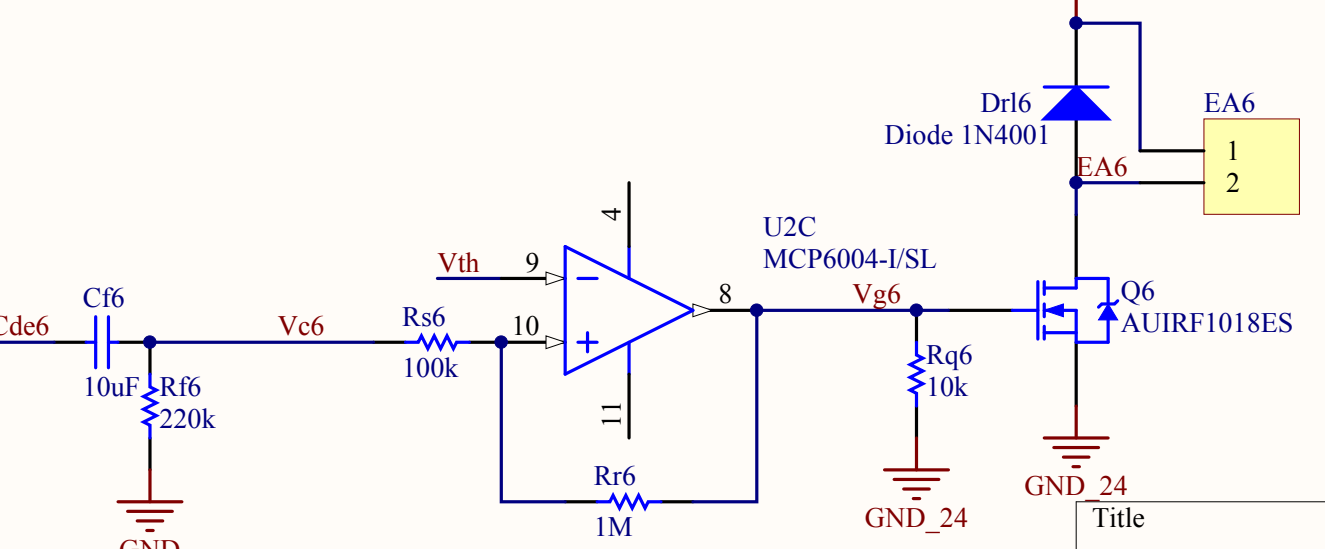 Drl6
Diode 1N4001
EA6
1
2
EA6
4
U2C
MCP6004-I/SL
Vth
9
8
Vg6
Q6
AUIRF1018ES
Cde6
Cf6
Vc6
Rs6
10
100k
10uF
Rf6
220k
11
Rq6
10k
Rr6
1M
GND_24
GND_24
Title
GND